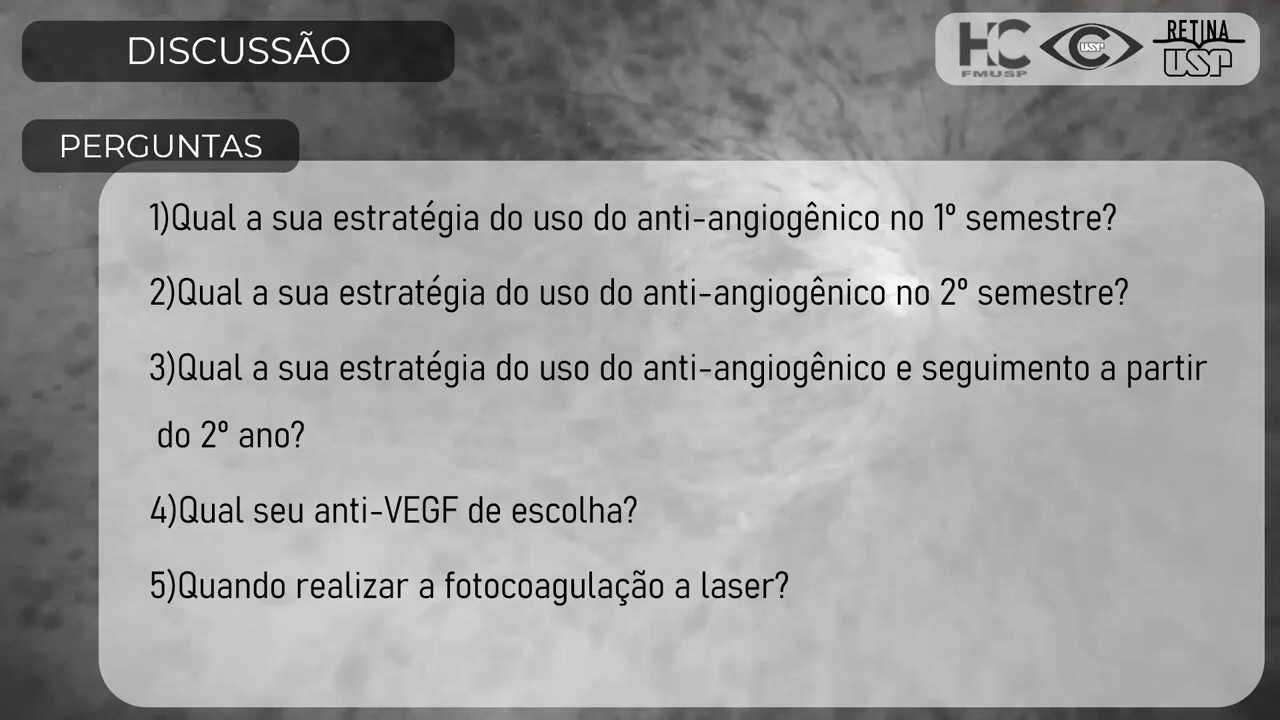 DISCUSSÃO
HC
FMUSP
USP
RETINA
USP
PERGUNTAS
1)Qual a sua estratégia do uso do anti-angiogênico no 1º semestre?
2)Qual a sua estratégia do uso do anti-angiogênico no 2º semestre?
3)Qual a sua estratégia do uso do anti-angiogênico e seguimento a partir
do 2º ano?
4)Qual seu anti-VEGF de escolha?
5)Quando realizar a fotocoagulação a laser?